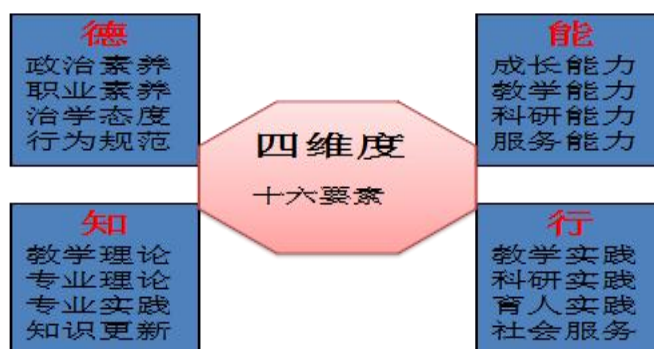 德
政治素养
职业素养
治学态度
行为规范
能
成长能力
教学能力
科研能力
服务能力
四维度
十六要素
知
教学理论
专业理论
专业实践
知识更新
行
教学实践
科研实践
育人实践
社会服务